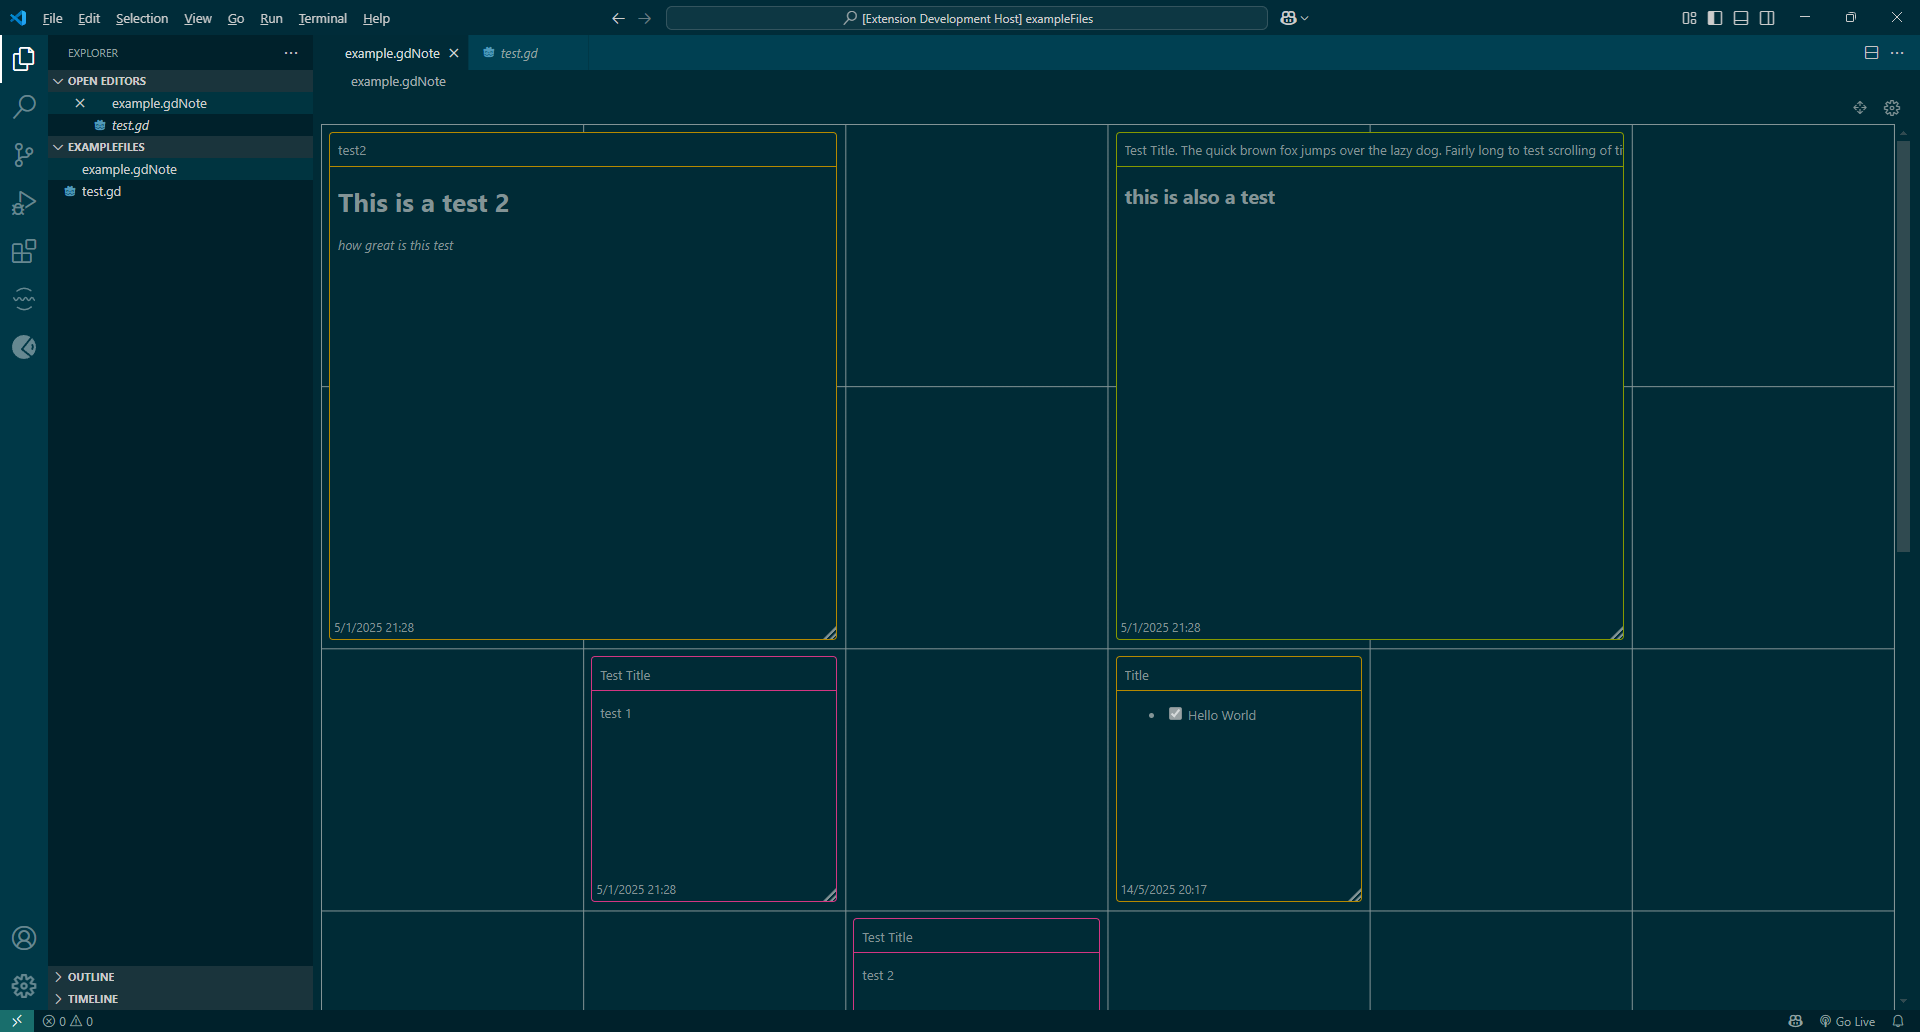 File Edit Selection View Go Run Terminal Help
[Extension Development Host] exampleFiles
EXPLORER
OPEN EDITORS
example.gdNote
test.gd
EXAMPLEFILES
example.gdNote
test.gd
OUTLINE
TIMELINE
example.gdNote
test.gd
example.gdNote
test2
This is a test 2
how great is this test
5/1/2025 21:28
Test Title. The quick brown fox jumps over the lazy dog. Fairly long to test scrolling of ti
this is also a test
5/1/2025 21:28
Test Title
test 1
5/1/2025 21:28
Title
Hello World
14/5/2025 20:17
Test Title
test 2
0 0
Go Live